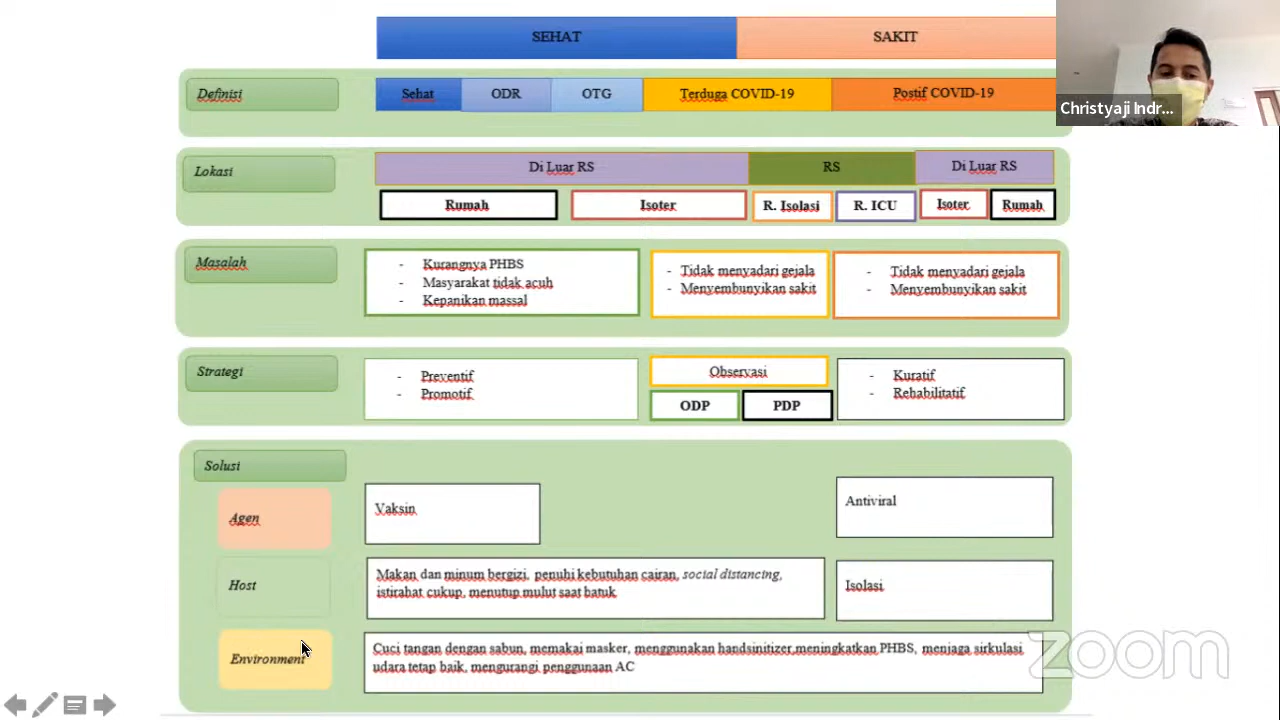 SEHAT
SAKIT
Christyaji Indr...
Definisi
Sehat
ODR
OTG
Terduga COVID-19
Postif COVID-19
Lokasi
Di Luar RS
RS
Di Luar RS
Rumah
Isoter
R. Isolasi
R. ICU
Isoter
Rumah
Masalah
- Kurangnya PHBS
- Masyarakat tidak acuh
- Kepanikan massal
- Tidak menyadari gejala
- Menyembunyikan sakit
- Tidak menyadari gejala
- Menyembunyikan sakit
Strategi
- Preventif
- Promotif
Observasi
ODP
PDP
- Kuratif
- Rehabilitatif
Solusi
Agen
Vaksin
Antiviral
Host
Makan dan minum bergizi, penuhi kebutuhan cairan, social distancing,
istirahat cukup, menutup mulut saat batuk
Isolasi
Environment
Cuci tangan dengan sabun, memakai masker, menggunakan handsinitizer,meningkatkan PHBS, menjaga sirkulasi
udara tetap baik, mengurangi penggunaan AC
zoom